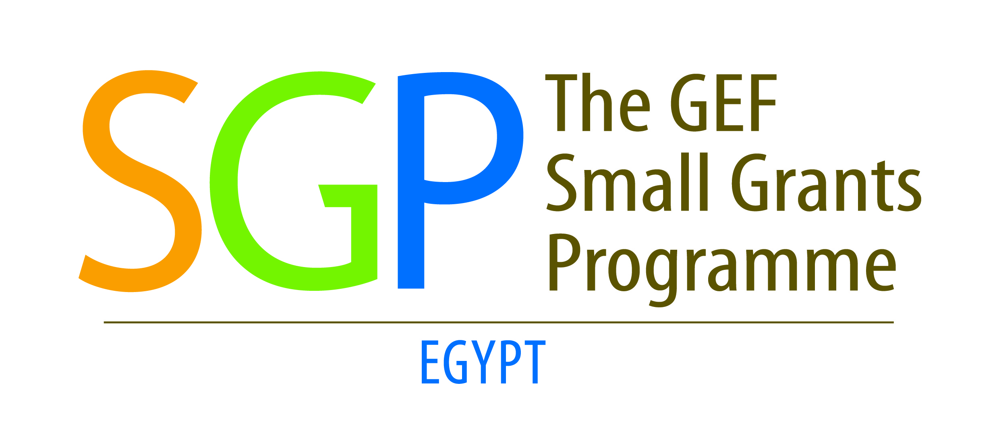 SGP
The GEF
Small Grants
Programme
EGYPT